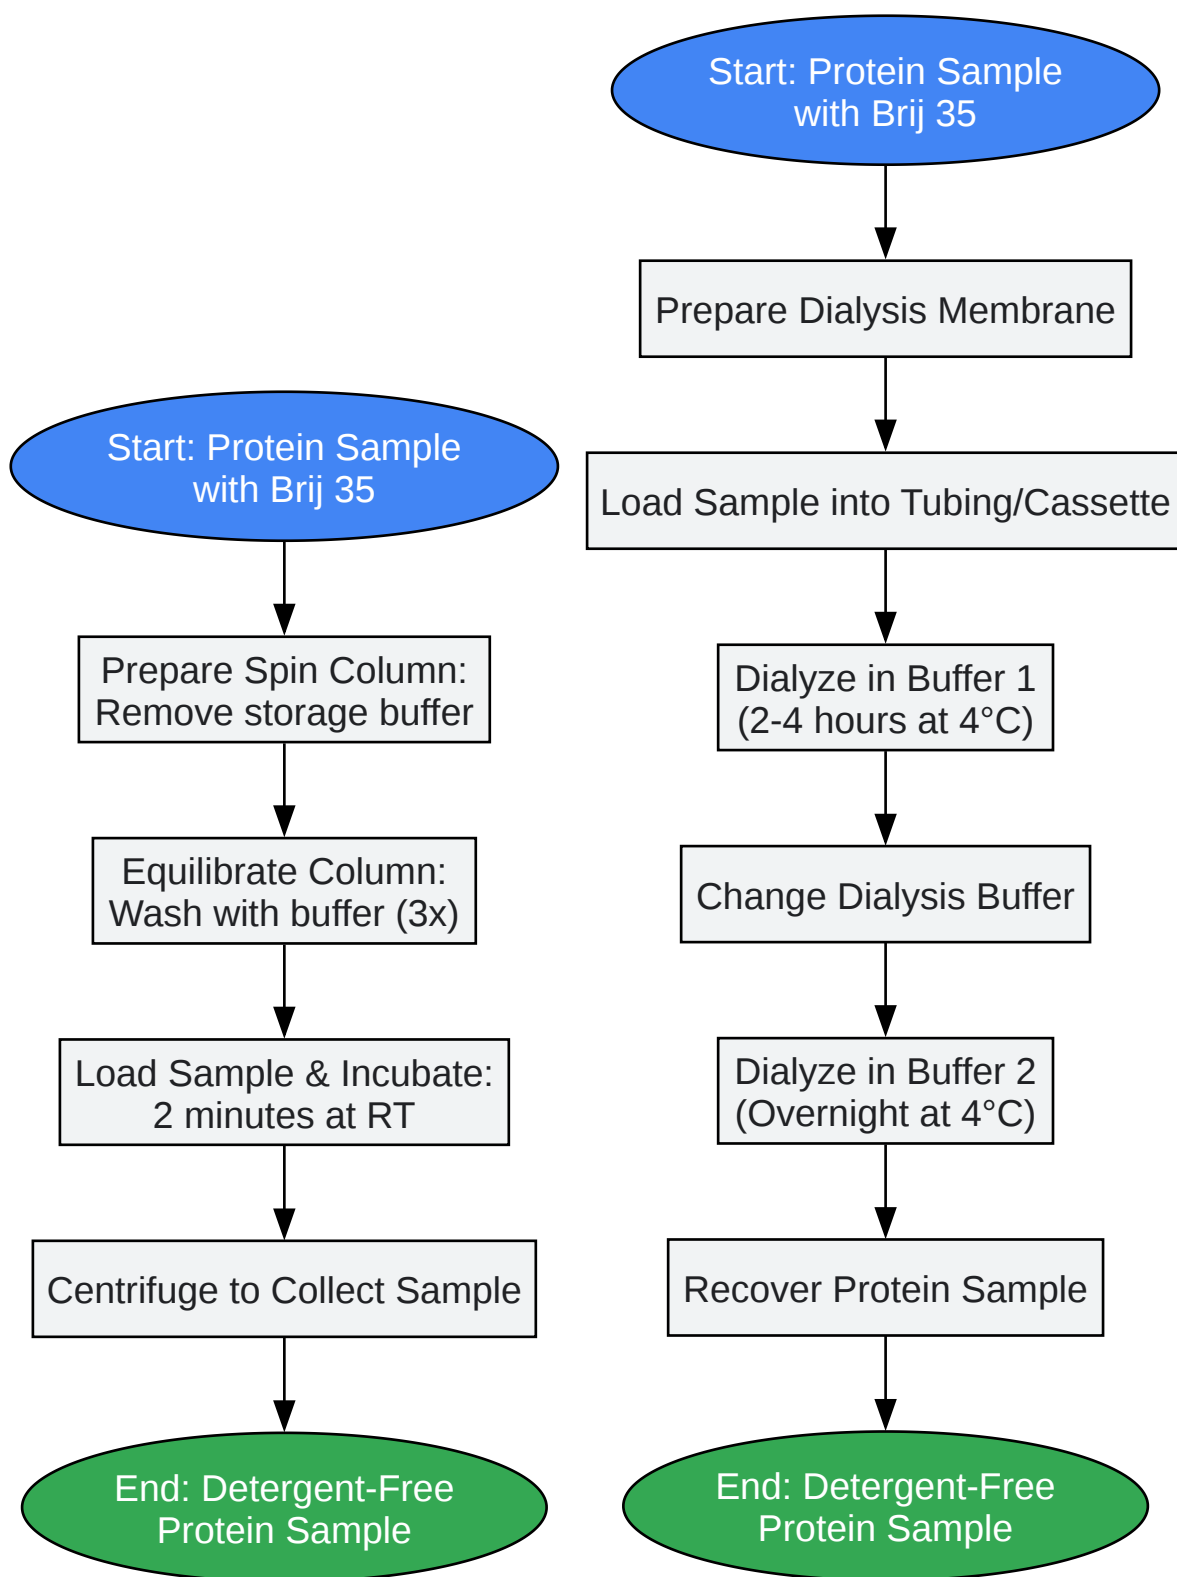 Start: Protein Sample
with Brij 35
Prepare Spin Column:
Remove storage buffer
Equilibrate Column:
Wash with buffer (3x)
Load Sample & Incubate:
2 minutes at RT
Centrifuge to Collect Sample
End: Detergent-Free
Protein Sample
Start: Protein Sample
with Brij 35
Prepare Dialysis Membrane
Load Sample into Tubing/Cassette
Dialyze in Buffer 1
(2-4 hours at 4°C)
Change Dialysis Buffer
Dialyze in Buffer 2
(Overnight at 4°C)
Recover Protein Sample
End: Detergent-Free
Protein Sample